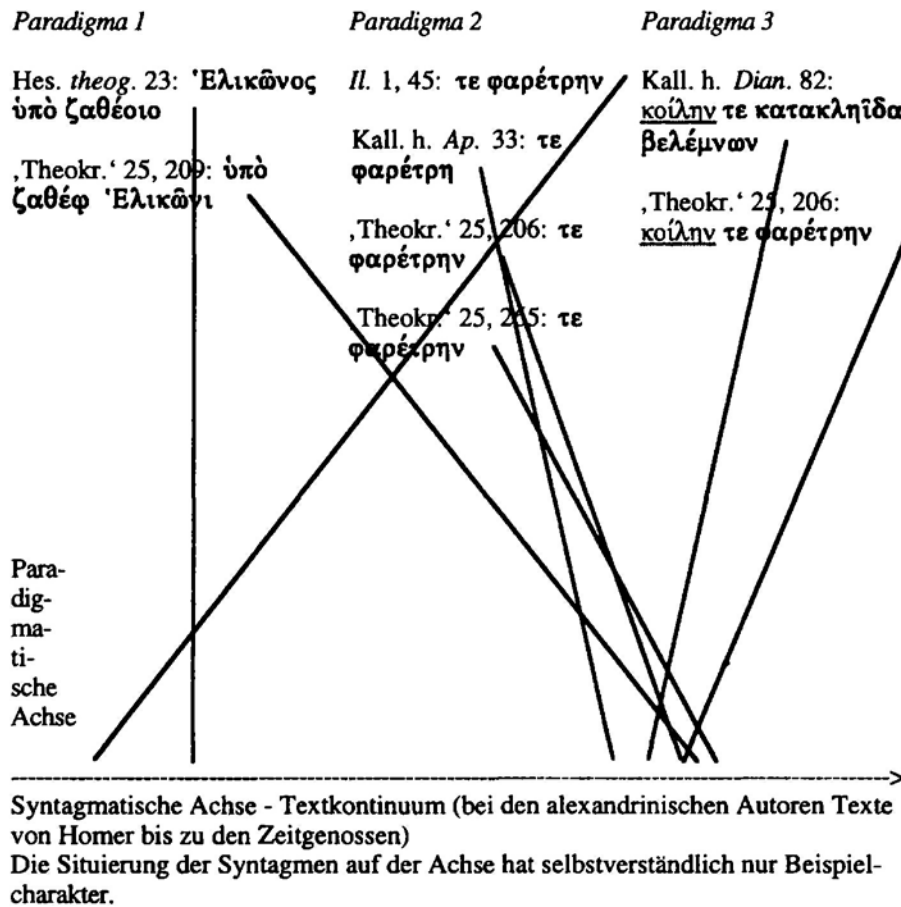 Paradigma 1
Hes. theog. 23: Ἑλικῶνος
ὑπὸ ζαθέοιο
‚Theokr.‘ 25, 209: ὑπὸ
ζαθέῳ Ἑλικῶνι
Paradigma 2
Il. 1, 45: τε φαρέτρην
Kall. h. Ap. 33: τε
φαρέτρη
‚Theokr.‘ 25, 206: τε
φαρέτρην
‚Theokr.‘ 25, 265: τε
φαρέτρην
Paradigma 3
Kall. h. Dian. 82:
κοίλην τε κατακληῖδα
βελέμνων
‚Theokr.‘ 25, 206:
κοίλην τε φαρέτρην
Para-
dig-
ma-
ti-
sche
Achse
Syntagmatische Achse - Textkontinuum (bei den alexandrinischen Autoren Texte
von Homer bis zu den Zeitgenossen)
Die Situierung der Syntagmen auf der Achse hat selbstverständlich nur Beispiel-
charakter.